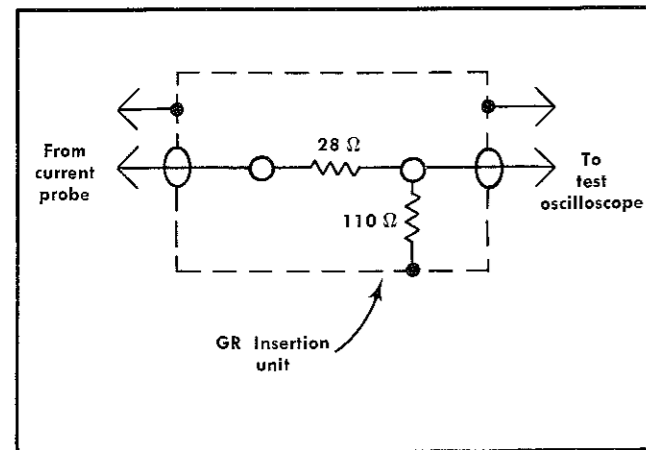 From
current
probe
28 Ω
110 Ω
To
test
oscilloscope
GR Insertion
unit